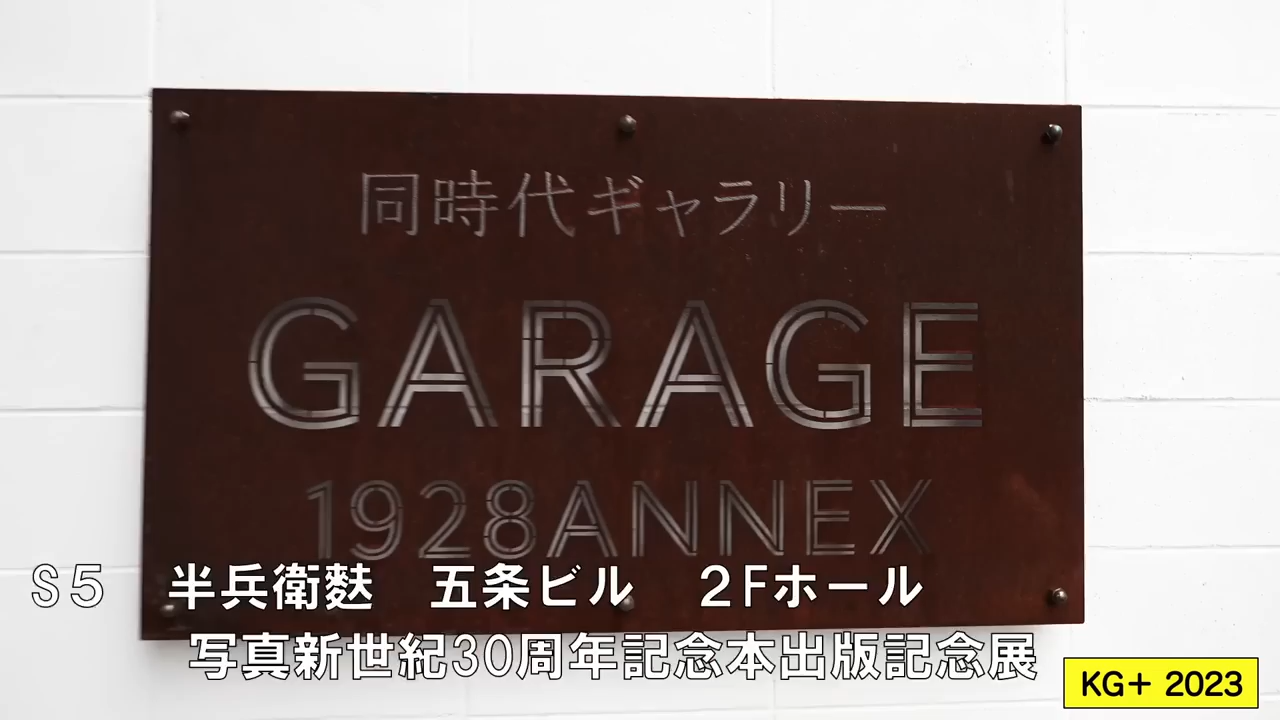 同時代ギャラリー
GARAGE
1928ANNEX
S5　半兵衛麸　五条ビル　2Fホール
写真新世紀30周年記念本出版記念展
KG+ 2023